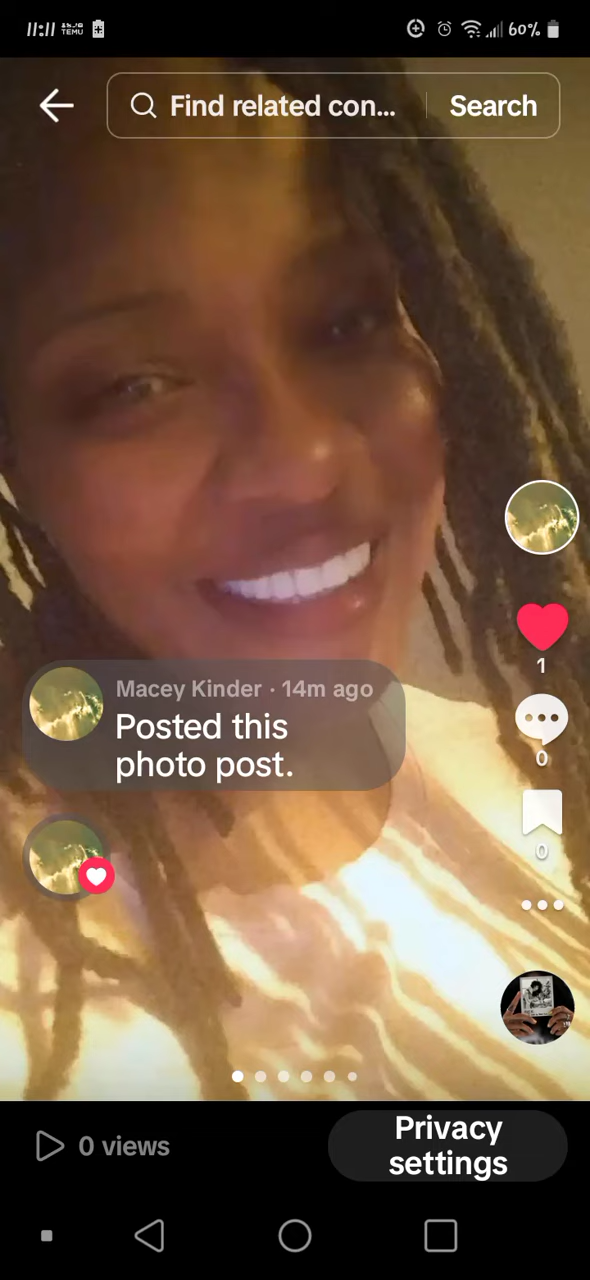 11:11 TEMU 60%
Find related con... Search
Macey Kinder · 14m ago
Posted this
photo post.
1
0
0
0 views
Privacy
settings